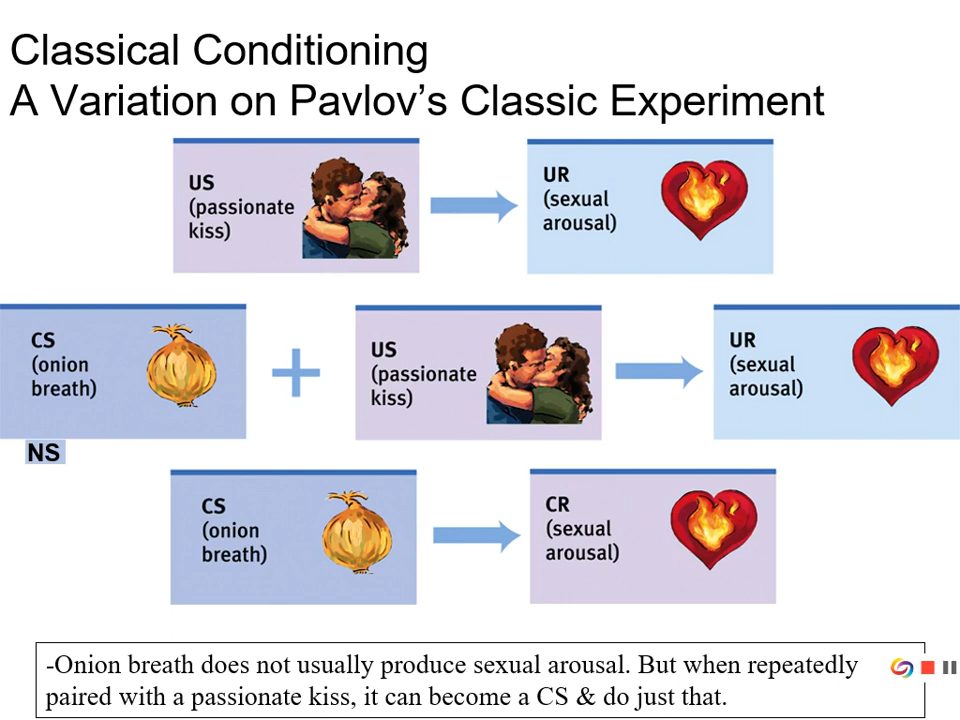 Classical Conditioning
A Variation on Pavlov’s Classic Experiment
US
(passionate
kiss)
UR
(sexual
arousal)
CS
(onion
breath)
NS
US
(passionate
kiss)
UR
(sexual
arousal)
CS
(onion
breath)
CR
(sexual
arousal)
-Onion breath does not usually produce sexual arousal. But when repeatedly
paired with a passionate kiss, it can become a CS & do just that.